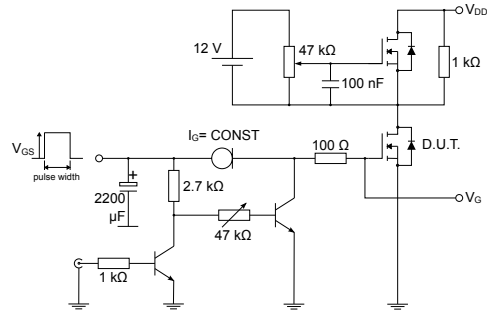 V_DD
12 V
47 kΩ
1 kΩ
100 nF
I_G= CONST
100 Ω
D.U.T.
V_GS
pulse width
+
2200
μF
2.7 kΩ
47 kΩ
V_G
1 kΩ